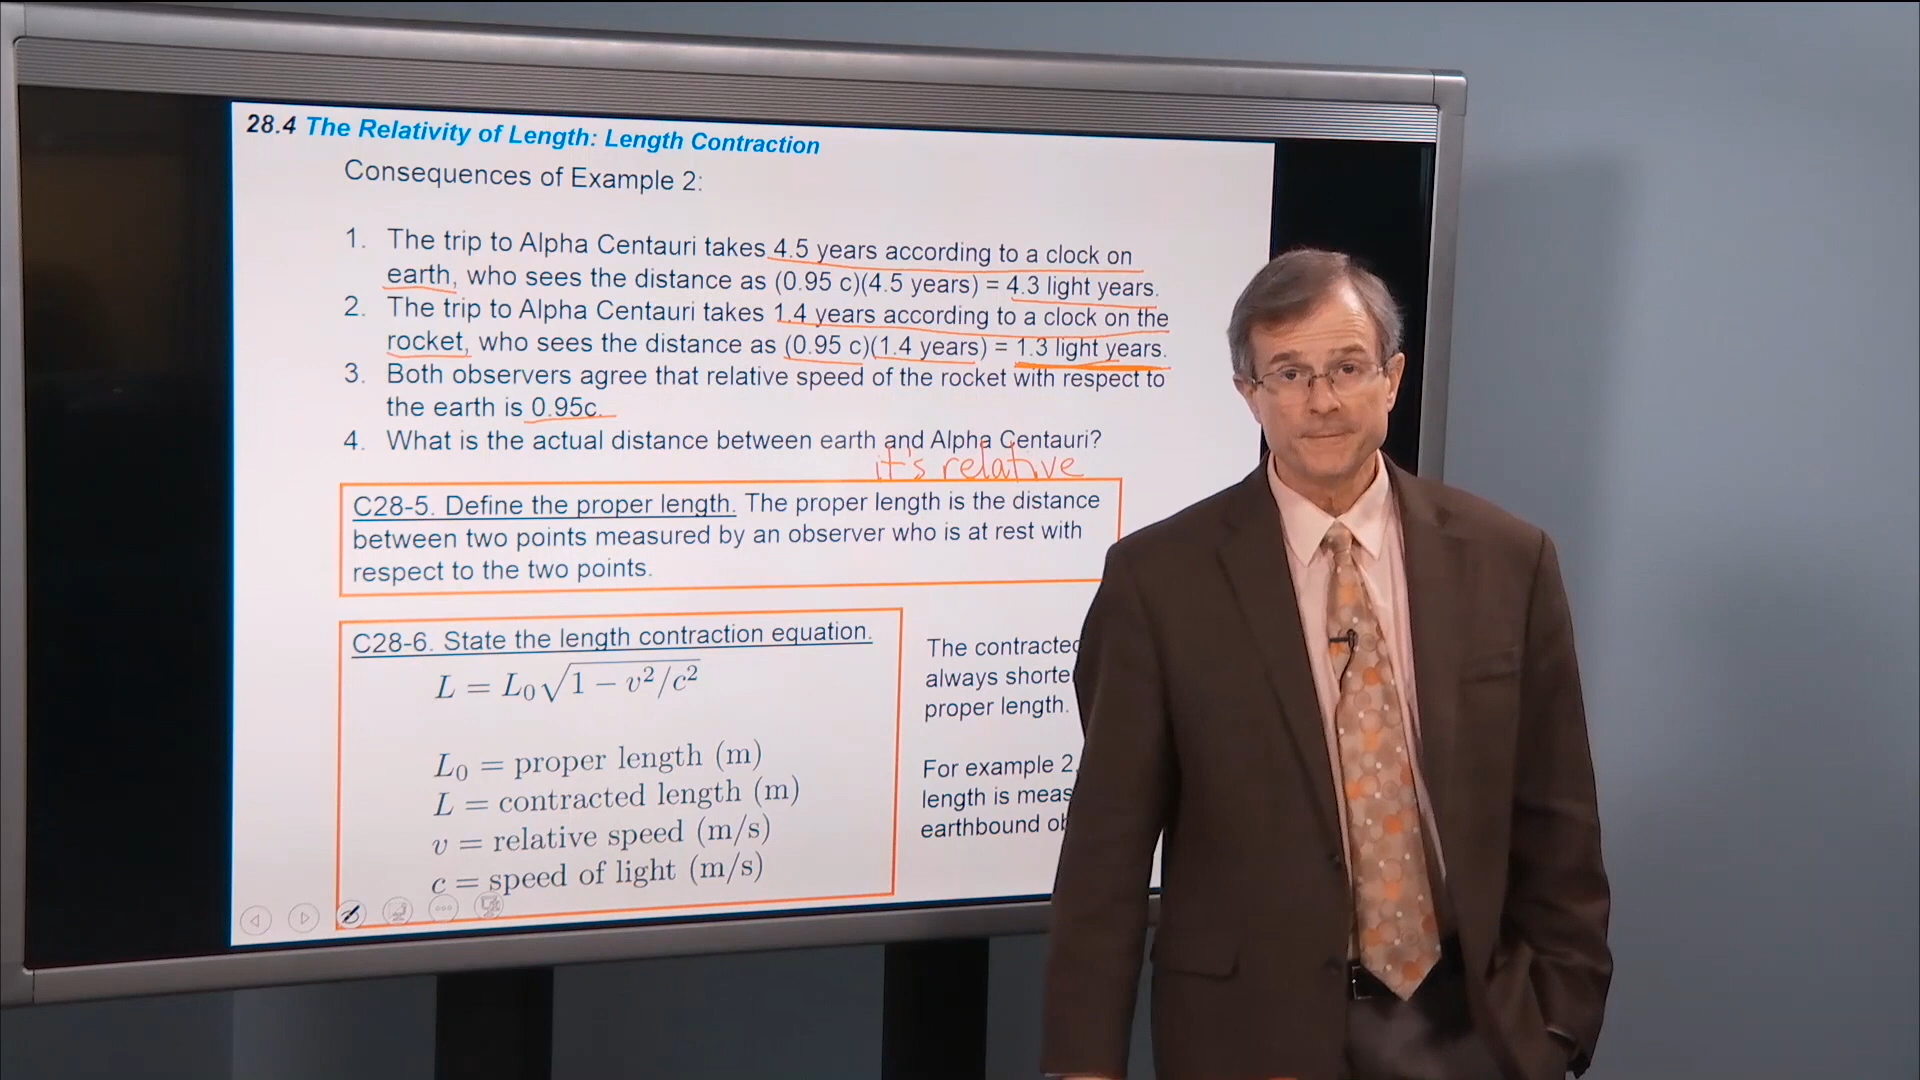 28.4 The Relativity of Length: Length Contraction
Consequences of Example 2:
1. The trip to Alpha Centauri takes 4.5 years according to a clock on
earth, who sees the distance as (0.95 c)(4.5 years) = 4.3 light years.
2. The trip to Alpha Centauri takes 1.4 years according to a clock on the
rocket, who sees the distance as (0.95 c)(1.4 years) = 1.3 light years.
3. Both observers agree that relative speed of the rocket with respect to
the earth is 0.95c.
4. What is the actual distance between earth and Alpha Centauri?
it's relative
C28-5. Define the proper length. The proper length is the distance
between two points measured by an observer who is at rest with
respect to the two points.
C28-6. State the length contraction equation.
L = L₀√1 – v²/c²
L₀ = proper length (m)
L = contracted length (m)
v = relative speed (m/s)
c = speed of light (m/s)
The contracted
always
proper length.
For example 2,
length is
earthbound